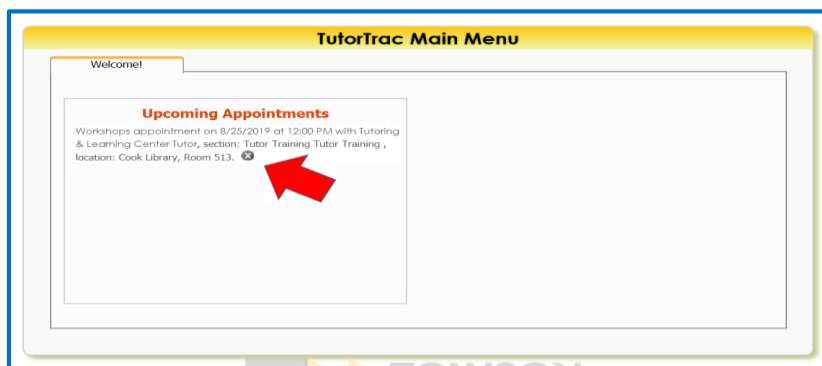 TutorTrac Main Menu
Welcome!
Upcoming Appointments
Workshops appointment on 8/25/2019 at 12:00 PM with Tutoring
& Learning Center Tutor, section: Tutor Training Tutor Training ,
location: Cook Library, Room 513.
TOWSON